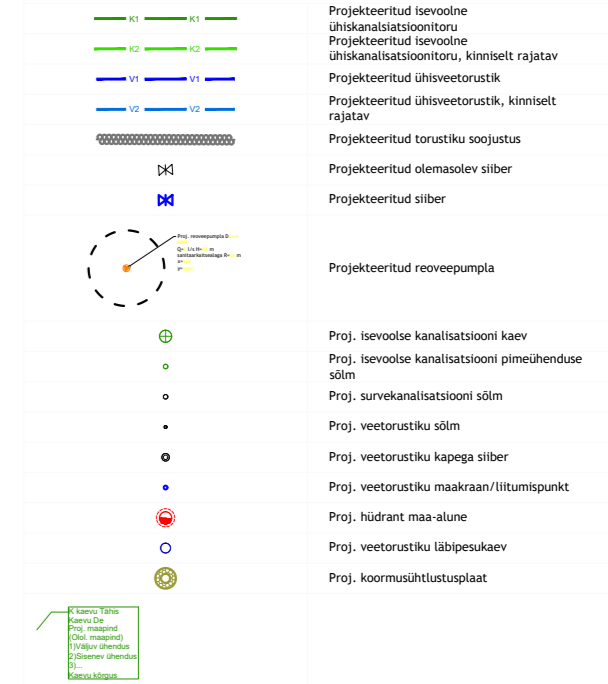 K1 K1
Projekteeritud isevoolne
ühiskanalsiatsioonitoru
K2 K2
Projekteeritud isevoolne
ühiskanalisatsioonitoru, kinniselt rajatav
V1 V1
Projekteeritud ühisveetorustik
V2 V2
Projekteeritud ühisveetorustik, kinniselt
rajatav
Projekteeritud torustiku soojustus
Projekteeritud olemasolev siiber
Projekteeritud siiber
Proj. reoveepumpla D
Q= l/s H= m
sanitaarkaitsealaga R= m
Projekteeritud reoveepumpla
Proj. isevoolse kanalisatsiooni kaev
Proj. isevoolse kanalisatsiooni pimeühenduse
sõlm
Proj. survekanalisatsiooni sõlm
Proj. veetorustiku sõlm
Proj. veetorustiku kapega siiber
Proj. veetorustiku maakraan/liitumispunkt
Proj. hüdrant maa-alune
Proj. veetorustiku läbipesukaev
Proj. koormusühtlustusplaat
K kaevu Tähis
Kaevu De
Proj. maapind
(Olol. maapind)
1)Väljuv ühendus
2)Sisenev ühendus
3)...
Kaevu kõrgus